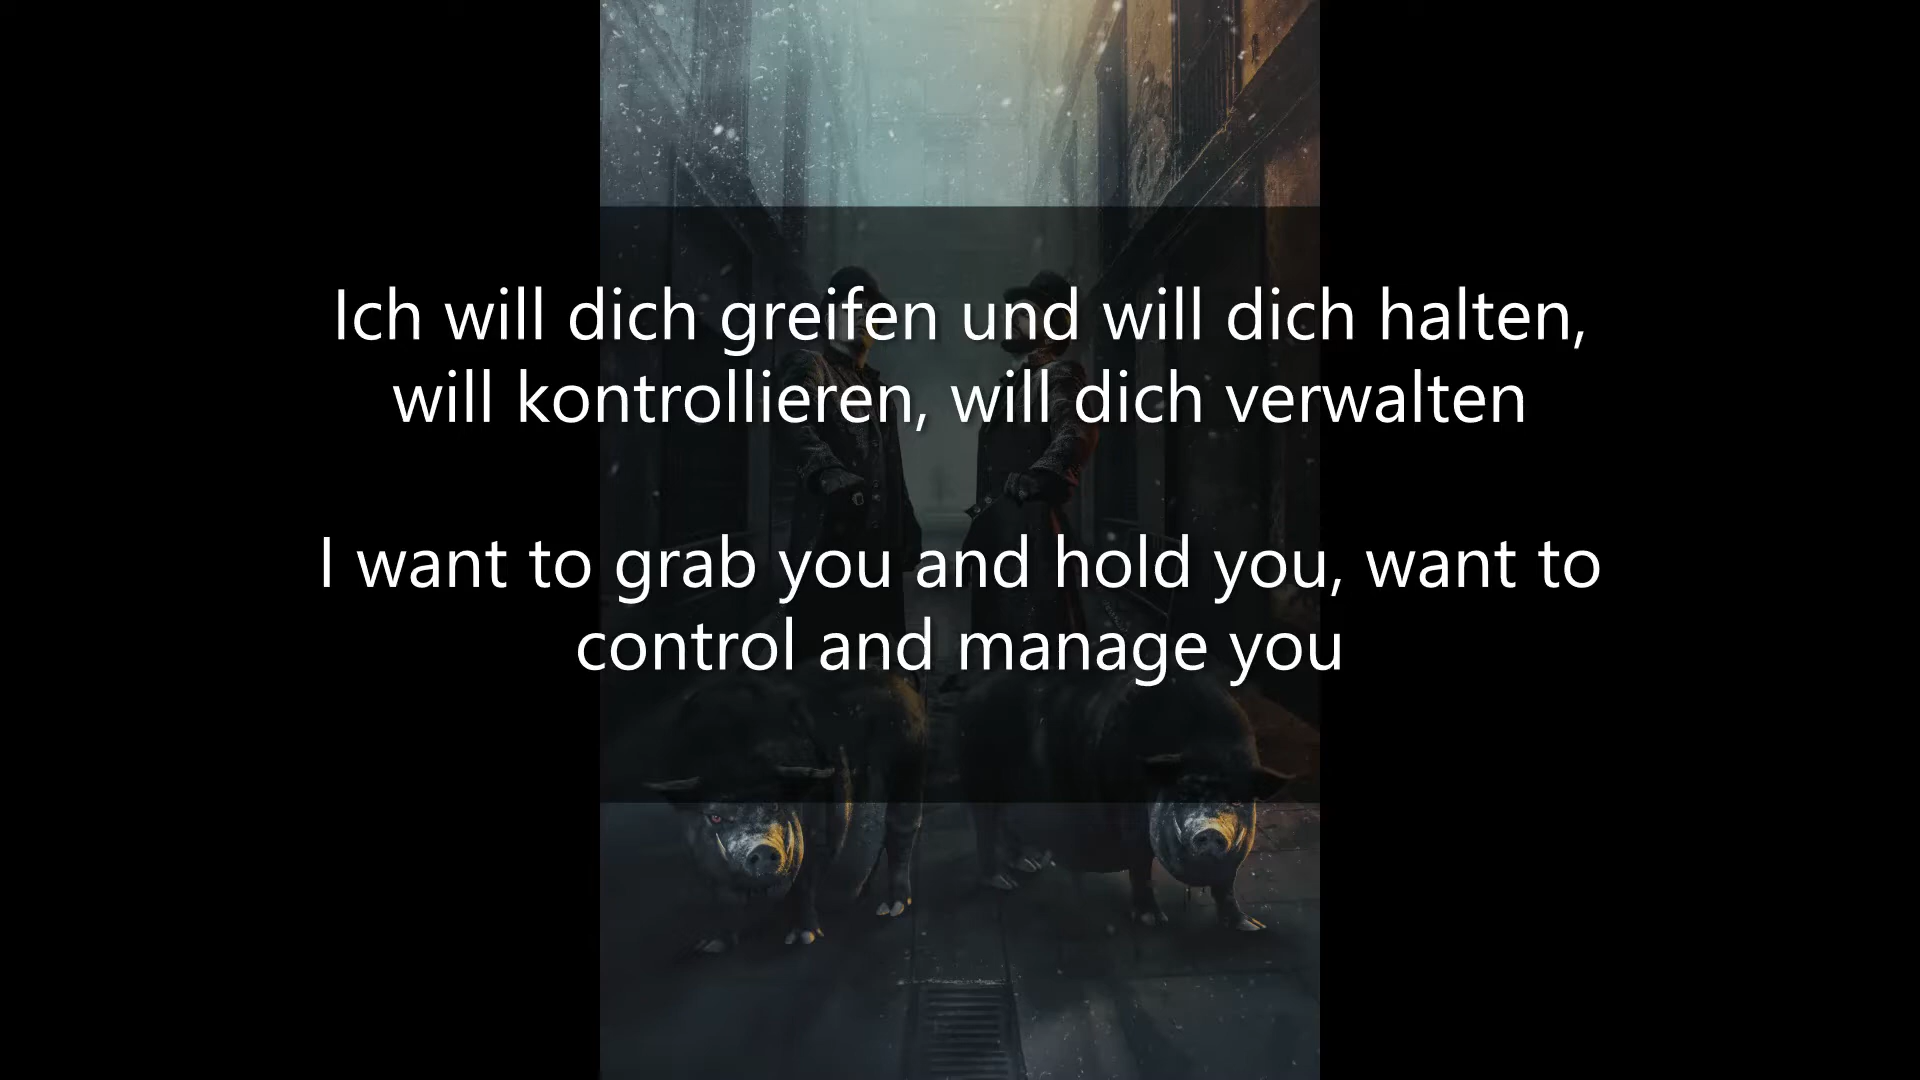 Ich will dich greifen und will dich halten,
will kontrollieren, will dich verwalten
I want to grab you and hold you, want to
control and manage you